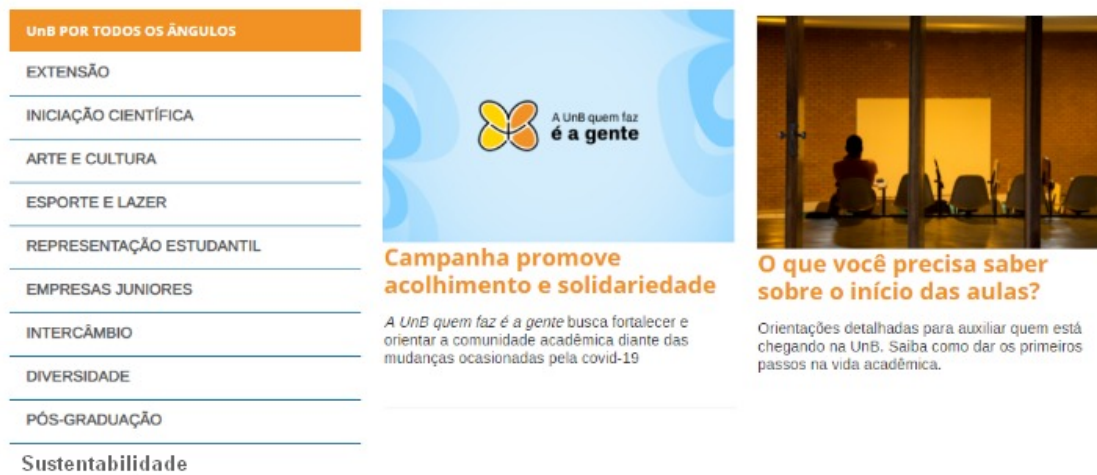 UnB POR TODOS OS ÂNGULOS
EXTENSÃO
INICIAÇÃO CIENTÍFICA
ARTE E CULTURA
ESPORTE E LAZER
REPRESENTAÇÃO ESTUDANTIL
EMPRESAS JUNIORES
INTERCÂMBIO
DIVERSIDADE
PÓS-GRADUAÇÃO
Sustentabilidade
A UnB quem faz
é a gente
Campanha promove
acolhimento e solidariedade
A UnB quem faz é a gente busca fortalecer e
orientar a comunidade acadêmica diante das
mudanças ocasionadas pela covid-19
O que você precisa saber
sobre o início das aulas?
Orientações detalhadas para auxiliar quem está
chegando na UnB. Saiba como dar os primeiros
passos na vida acadêmica.